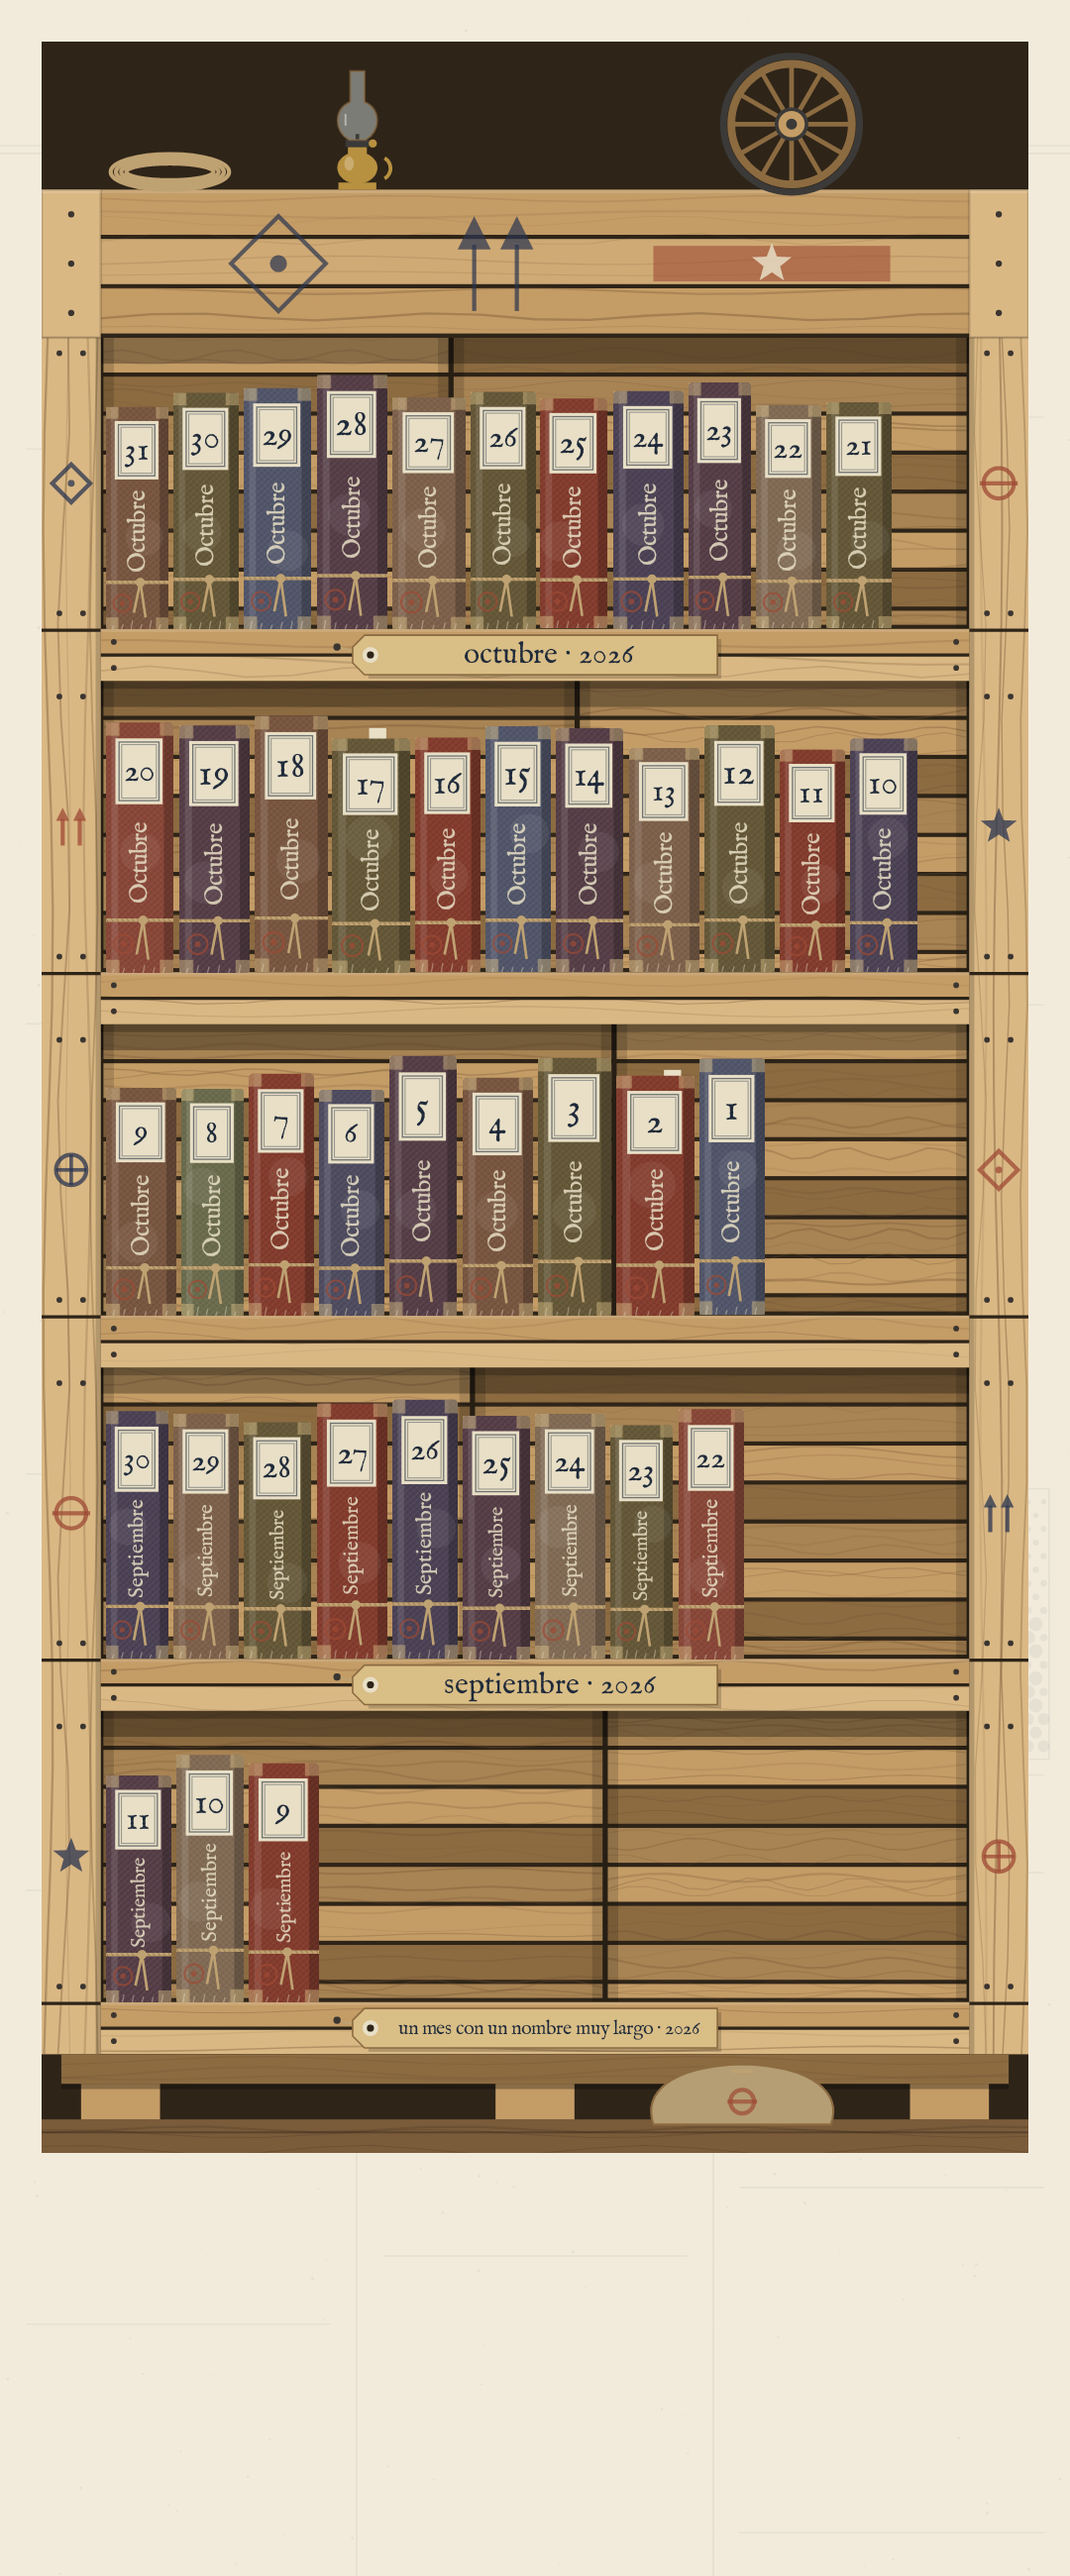 31 30 29 28 27 26 25 24 23 22 21
Octubre Octubre Octubre Octubre Octubre Octubre Octubre Octubre Octubre Octubre Octubre
octubre · 2026
20 19 18 17 16 15 14 13 12 11 10
Octubre Octubre Octubre Octubre Octubre Octubre Octubre Octubre Octubre Octubre Octubre
9 8 7 6 5 4 3 2 1
Octubre Octubre Octubre Octubre Octubre Octubre Octubre Octubre Octubre
30 29 28 27 26 25 24 23 22
Septiembre Septiembre Septiembre Septiembre Septiembre Septiembre Septiembre Septiembre Septiembre
septiembre · 2026
11 10 9
Septiembre Septiembre Septiembre
un mes con un nombre muy largo · 2026